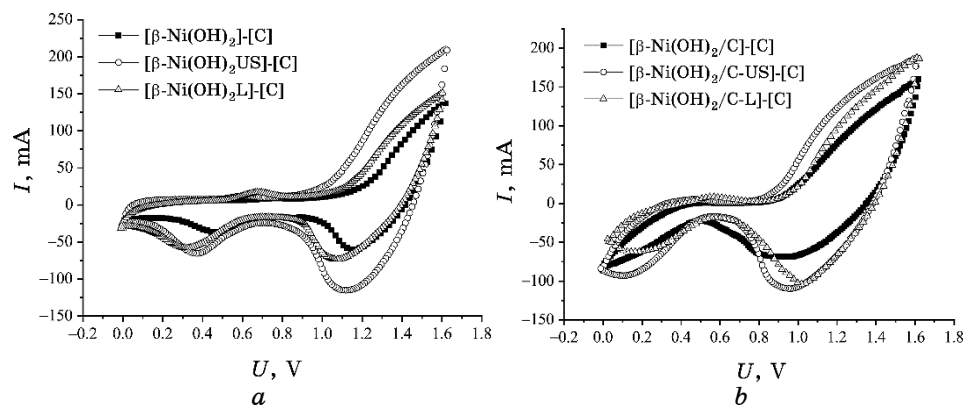 250
200
150
100
50
0
−50
−100
−150
−0.2 0.0 0.2 0.4 0.6 0.8 1.0 1.2 1.4 1.6 1.8
I, mA
U, V
[β-Ni(OH)₂]-[C]
[β-Ni(OH)₂US]-[C]
[β-Ni(OH)₂L]-[C]
a
250
200
150
100
50
0
−50
−100
−150
0.0 0.2 0.4 0.6 0.8 1.0 1.2 1.4 1.6 1.8
I, mA
U, V
[β-Ni(OH)₂/C]-[C]
[β-Ni(OH)₂/C-US]-[C]
[β-Ni(OH)₂/C-L]-[C]
b